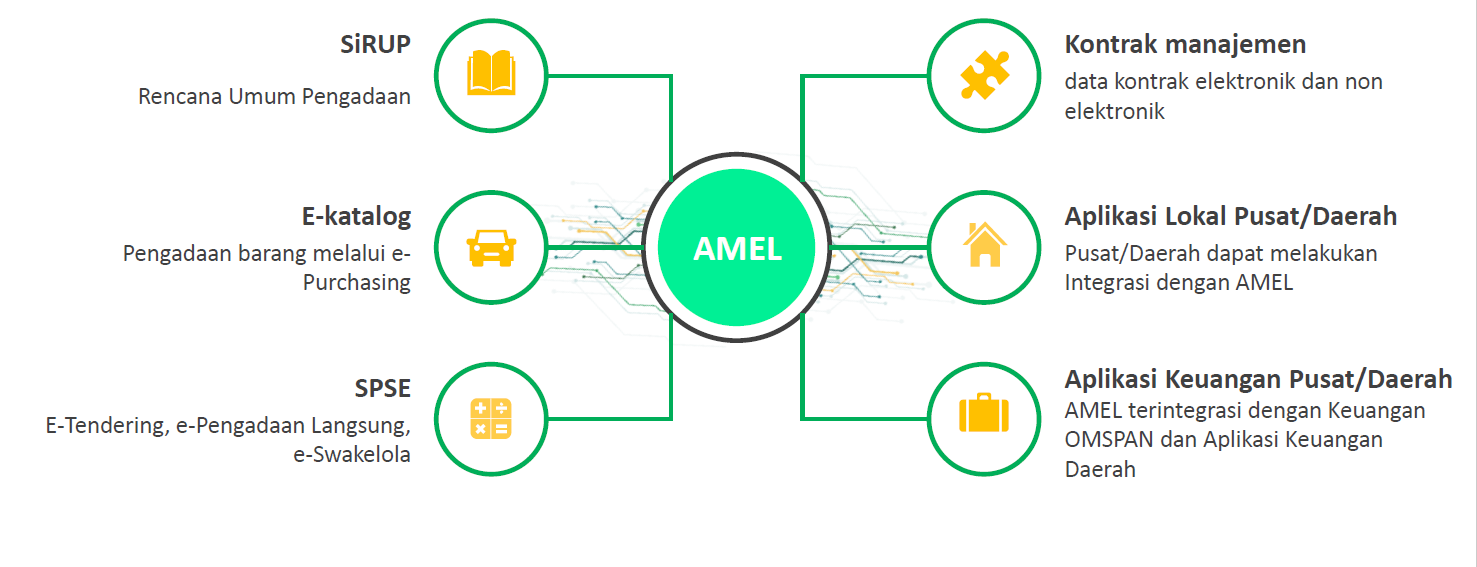 SiRUP
Rencana Umum Pengadaan
E-katalog
Pengadaan barang melalui e-
Purchasing
SPSE
E-Tendering, e-Pengadaan Langsung,
e-Swakelola
AMEL
Kontrak manajemen
data kontrak elektronik dan non
elektronik
Aplikasi Lokal Pusat/Daerah
Pusat/Daerah dapat melakukan
Integrasi dengan AMEL
Aplikasi Keuangan Pusat/Daerah
AMEL terintegrasi dengan Keuangan
OMSPAN dan Aplikasi Keuangan
Daerah